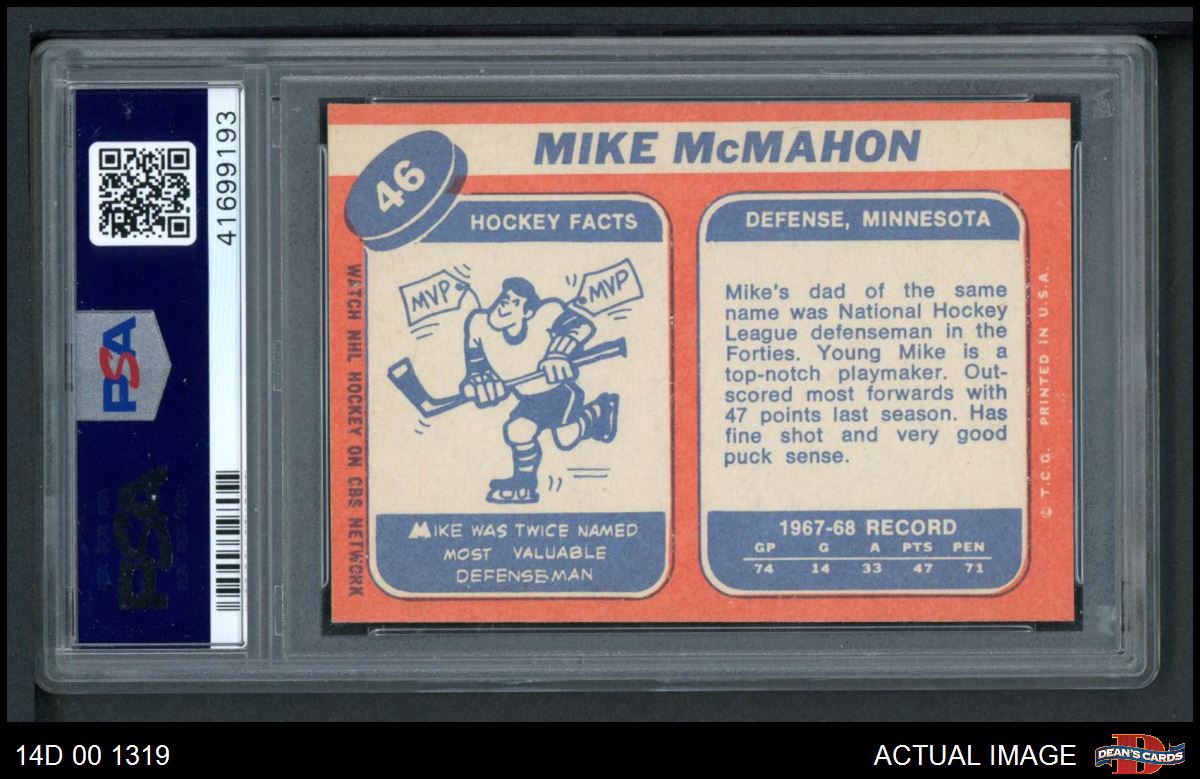 41699193
PSA
PSA
46
MIKE McMAHON
HOCKEY FACTS
MVP
MVP
MIKE WAS TWICE NAMED
MOST VALUABLE
DEFENSEMAN
WATCH NHL HOCKEY ON CBS NETWORK
DEFENSE, MINNESOTA
Mike's dad of the same
name was National Hockey
League defenseman in the
Forties. Young Mike is a
top-notch playmaker. Out-
scored most forwards with
47 points last season. Has
fine shot and very good
puck sense.
1967-68 RECORD
GP G A PTS PEN
74 14 33 47 71
© T.C.G. PRINTED IN U.S.A.
14D 00 1319
ACTUAL IMAGE
D
DEAN'S CARDS